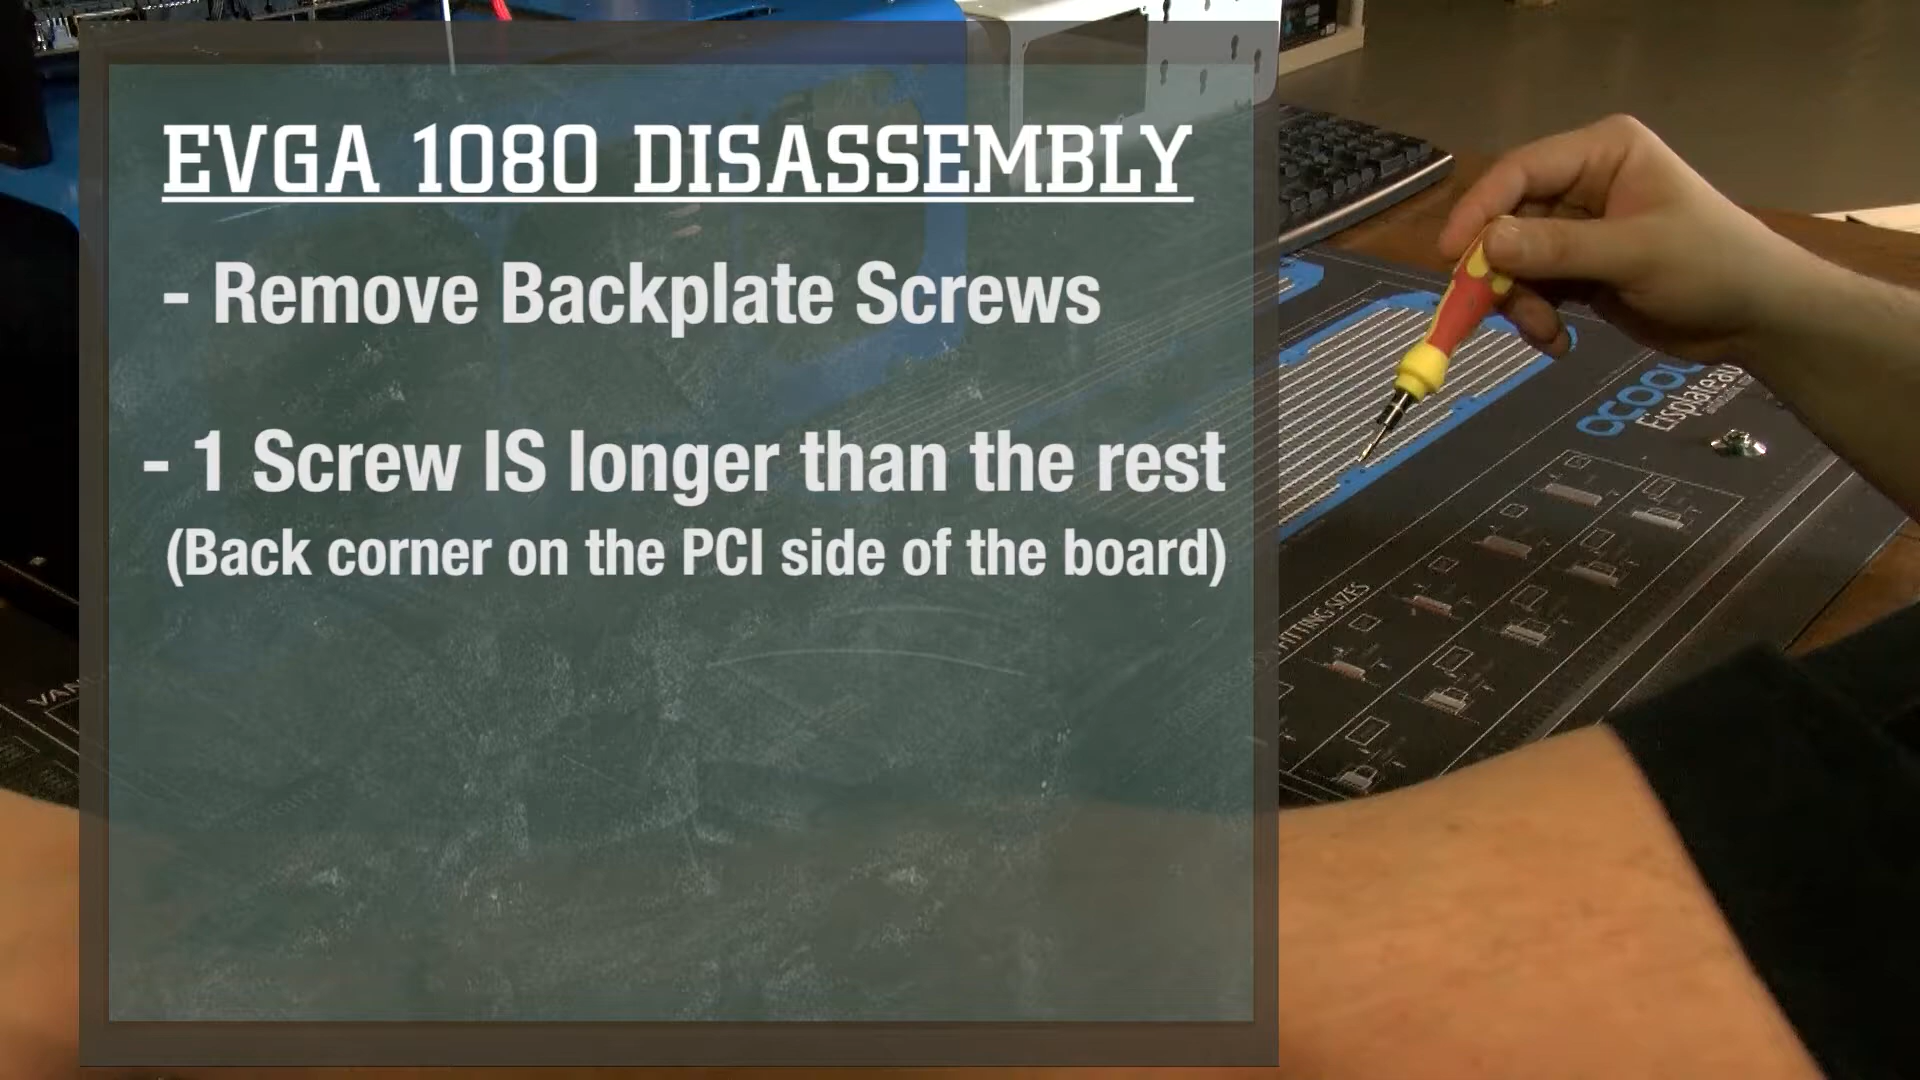 EVGA 1080 DISASSEMBLY
- Remove Backplate Screws
- 1 Screw IS longer than the rest
(Back corner on the PCI side of the board)
Eisplateau
FITTING SIZES